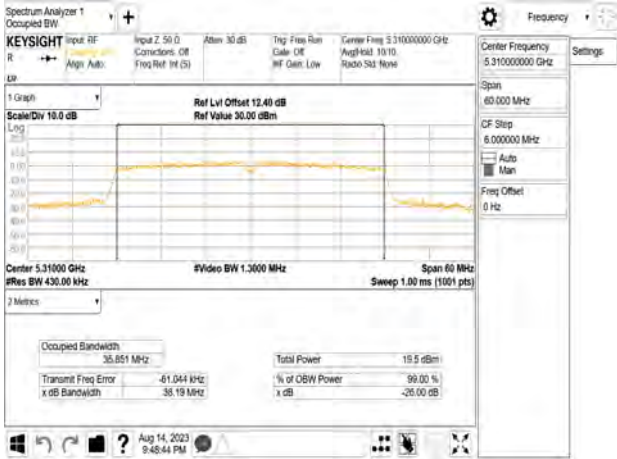 Spectrum Analyzer 1
Occupied BW
+
Frequency
KEYSIGHT Input: RF
R
Align: Auto
Input Z: 50 Ω
Corrections: Off
Freq Ref: Int (S)
Atten: 30 dB
Trig: Free Run
Gate: Off
#IF Gain: Low
Center Freq: 5.310000000 GHz
Avg|Hold: 10/10
Radio Std: None
Center Frequency
5.310000000 GHz
Settings
Span
60.000 MHz
CF Step
6.000000 MHz
Auto
Man
Freq Offset
0 Hz
1 Graph
Scale/Div 10.0 dB
Ref Lvl Offset 12.40 dB
Ref Value 30.00 dBm
Log
Center 5.31000 GHz
#Res BW 430.00 kHz
#Video BW 1.3000 MHz
Span 60 MHz
Sweep 1.00 ms (1001 pts)
2 Metrics
Occupied Bandwidth
35.851 MHz
Total Power 19.5 dBm
Transmit Freq Error -61.044 kHz
% of OBW Power 99.00 %
x dB Bandwidth 38.19 MHz
x dB -26.00 dB
?
Aug 14, 2023
9:48:44 PM